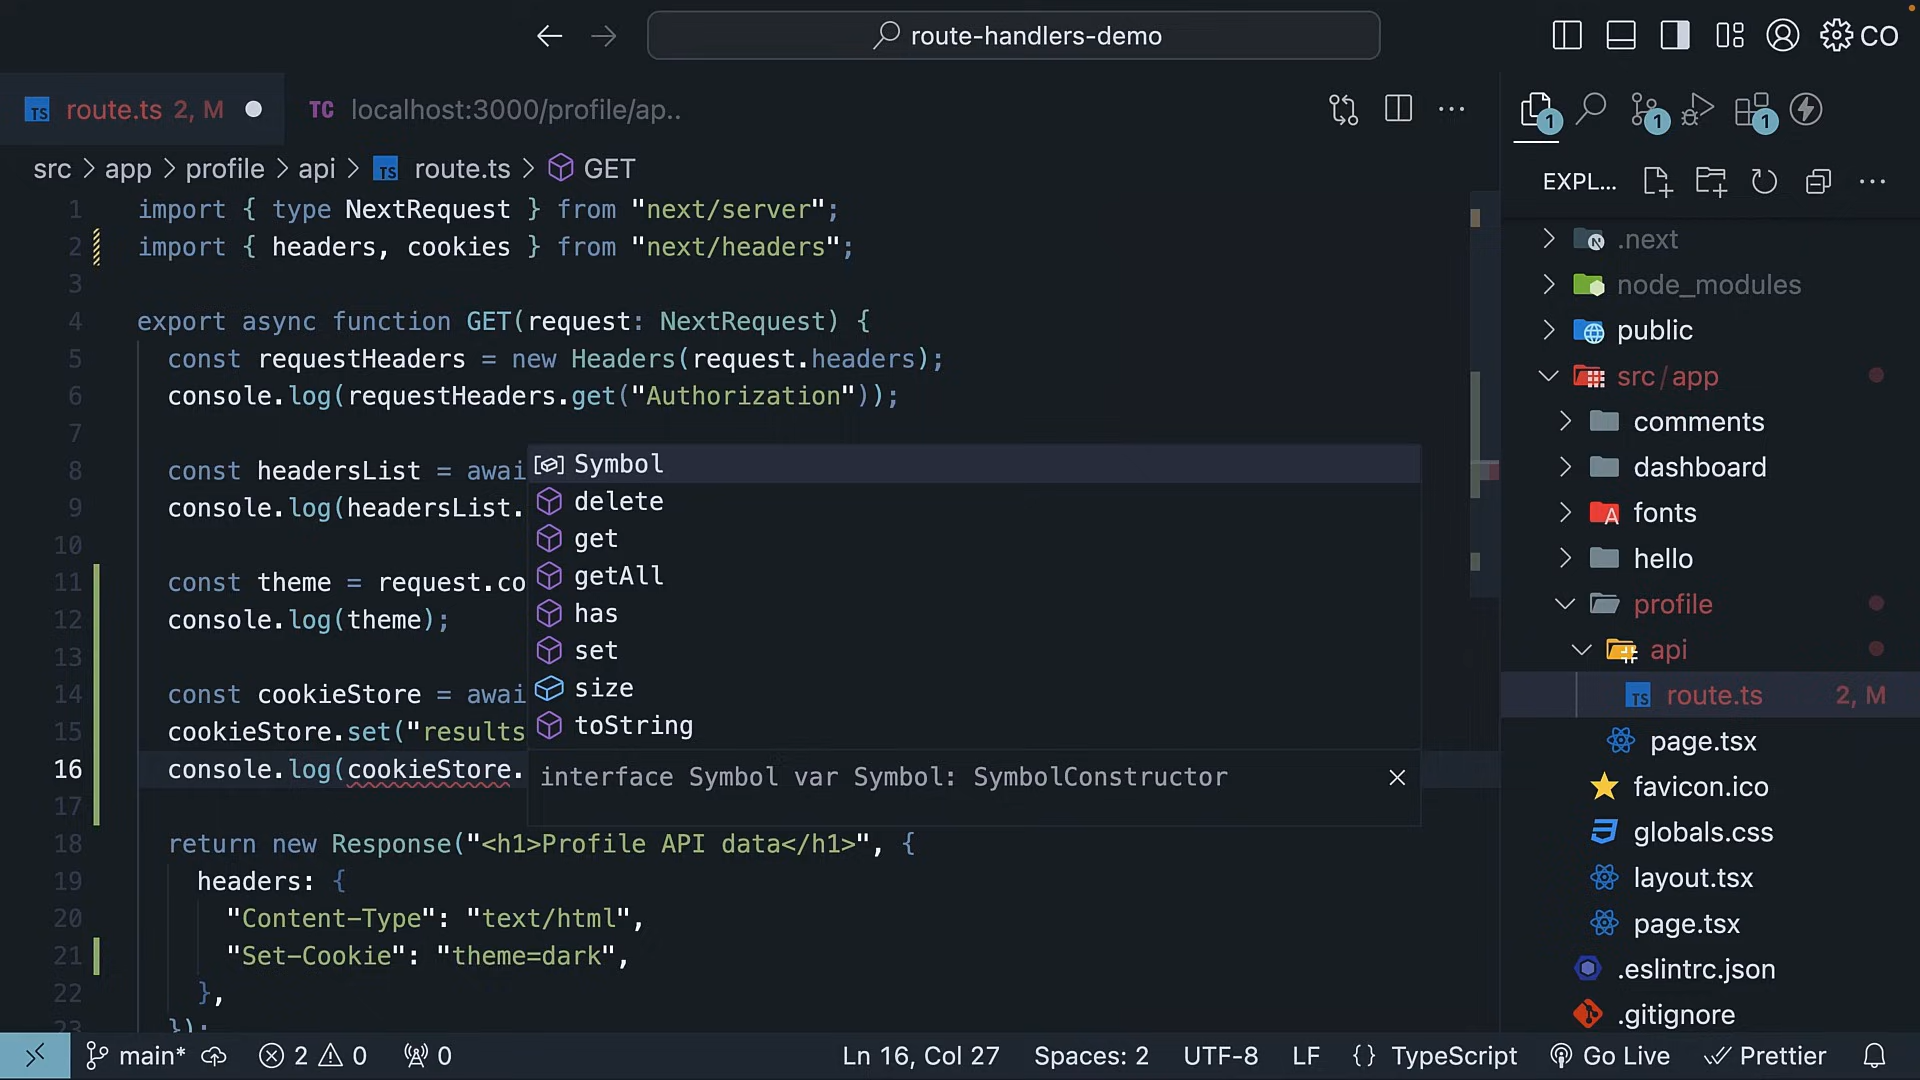 route-handlers-demo
CO
TS route.ts 2, M
TC localhost:3000/profile/ap..
src > app > profile > api > TS route.ts > GET
1 import { type NextRequest } from "next/server";
2 import { headers, cookies } from "next/headers";
3
4 export async function GET(request: NextRequest) {
5 const requestHeaders = new Headers(request.headers);
6 console.log(requestHeaders.get("Authorization"));
7
8 const headersList = awai
9 console.log(headersList.
10
11 const theme = request.co
12 console.log(theme);
13
14 const cookieStore = awai
15 cookieStore.set("results
16 console.log(cookieStore.
17
18 return new Response("<h1>Profile API data</h1>", {
19 headers: {
20 "Content-Type": "text/html",
21 "Set-Cookie": "theme=dark",
22 },
23 });
Symbol
delete
get
getAll
has
set
size
toString
interface Symbol var Symbol: SymbolConstructor
1
1
1
EXPL...
.next
node_modules
public
src/app
comments
dashboard
fonts
hello
profile
api
TS route.ts 2, M
page.tsx
favicon.ico
globals.css
layout.tsx
page.tsx
.eslintrc.json
.gitignore
main* 2 0 0 Ln 16, Col 27 Spaces: 2 UTF-8 LF {} TypeScript Go Live Prettier